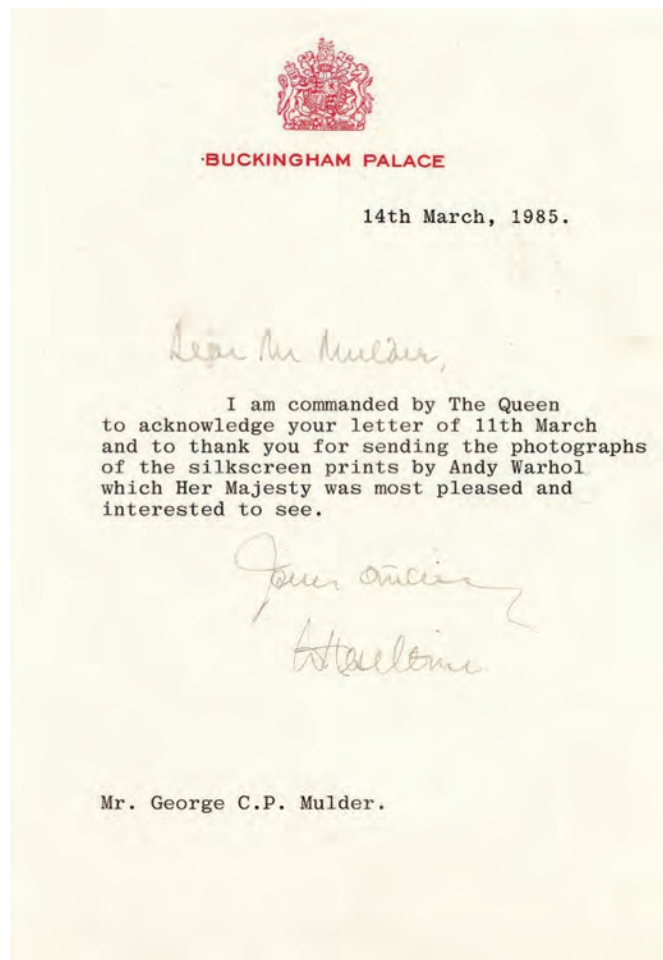 BUCKINGHAM PALACE
14th March, 1985.
Dear Mr Mulder,
I am commanded by The Queen
to acknowledge your letter of 11th March
and to thank you for sending the photographs
of the silkscreen prints by Andy Warhol
which Her Majesty was most pleased and
interested to see.
Yours sincerely
Mr. George C.P. Mulder.